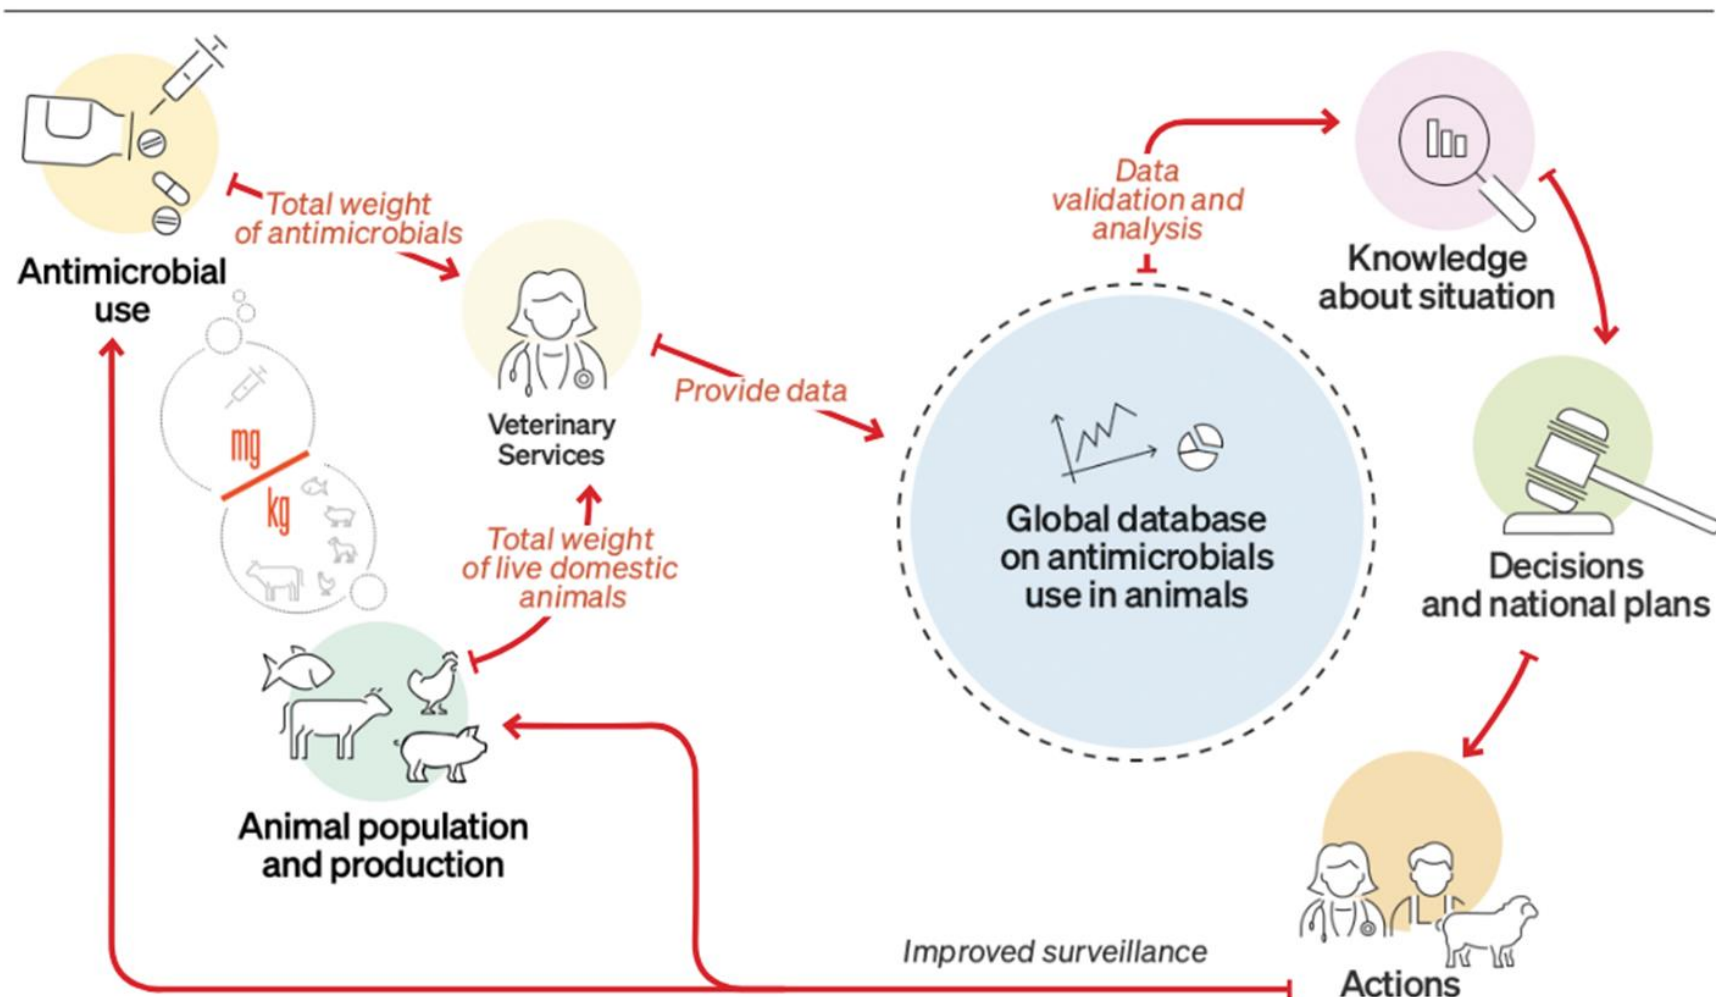 Total weight
of antimicrobials
Antimicrobial
use
mg
kg
Veterinary
Services
Provide data
Total weight
of live domestic
animals
Animal population
and production
Data
validation and
analysis
Global database
on antimicrobials
use in animals
Knowledge
about situation
Decisions
and national plans
Improved surveillance
Actions